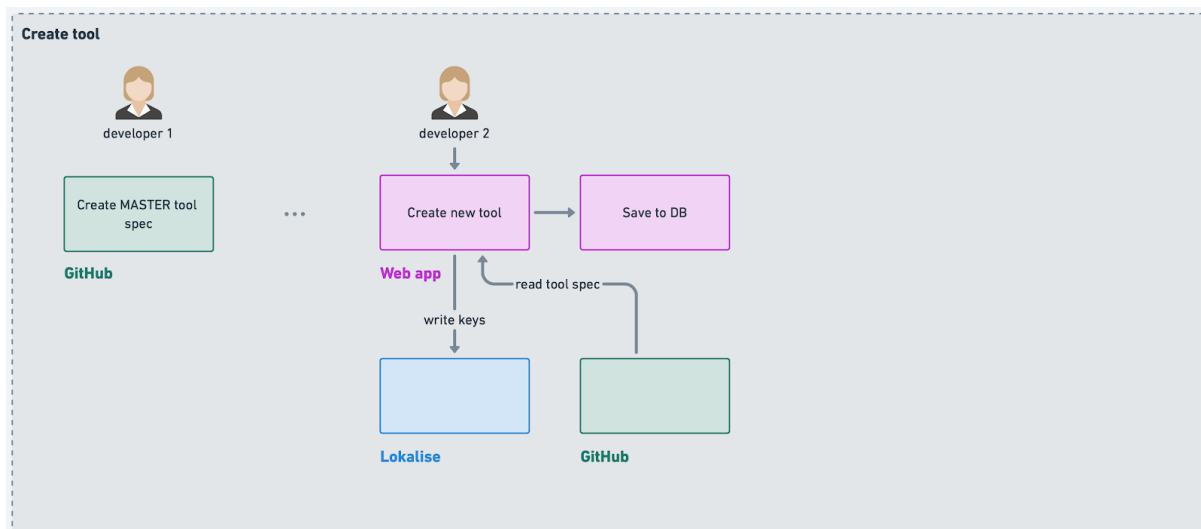 Create tool
developer 1
developer 2
Create MASTER tool
spec
...
Create new tool
Save to DB
GitHub
Web app
read tool spec
write keys
Lokalise
GitHub